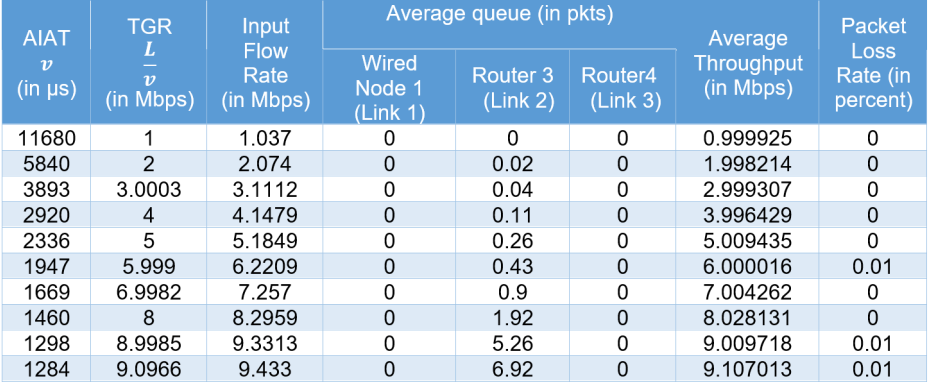 AIAT v (in µs) TGR L/v (in Mbps) Input Flow Rate (in Mbps) Average queue (in pkts) Average Throughput (in Mbps) Packet Loss Rate (in percent)
Wired Node 1 (Link 1) Router 3 (Link 2) Router4 (Link 3)
11680 1 1.037 0 0 0 0.999925 0
5840 2 2.074 0 0.02 0 1.998214 0
3893 3.0003 3.1112 0 0.04 0 2.999307 0
2920 4 4.1479 0 0.11 0 3.996429 0
2336 5 5.1849 0 0.26 0 5.009435 0
1947 5.999 6.2209 0 0.43 0 6.000016 0.01
1669 6.9982 7.257 0 0.9 0 7.004262 0
1460 8 8.2959 0 1.92 0 8.028131 0
1298 8.9985 9.3313 0 5.26 0 9.009718 0.01
1284 9.0966 9.433 0 6.92 0 9.107013 0.01